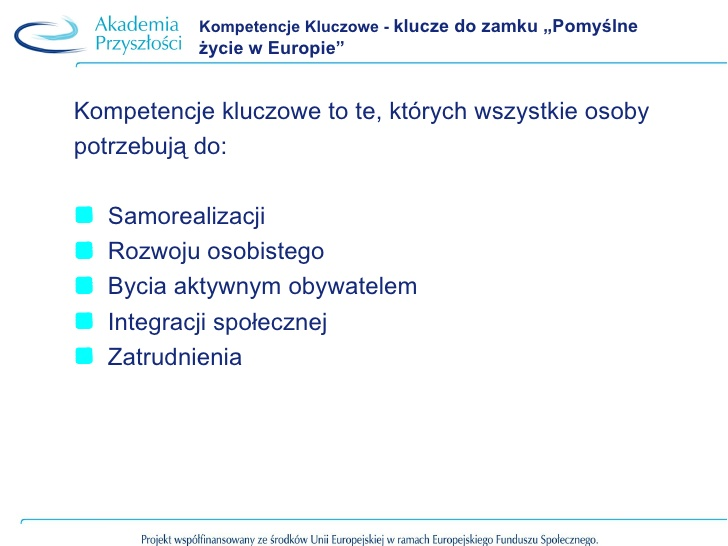 Akademia
Przyszłości
Kompetencje Kluczowe - klucze do zamku „Pomyślne
życie w Europie”
Kompetencje kluczowe to te, których wszystkie osoby
potrzebują do:
Samorealizacji
Rozwoju osobistego
Bycia aktywnym obywatelem
Integracji społecznej
Zatrudnienia
Projekt współfinansowany ze środków Unii Europejskiej w ramach Europejskiego Funduszu Społecznego.